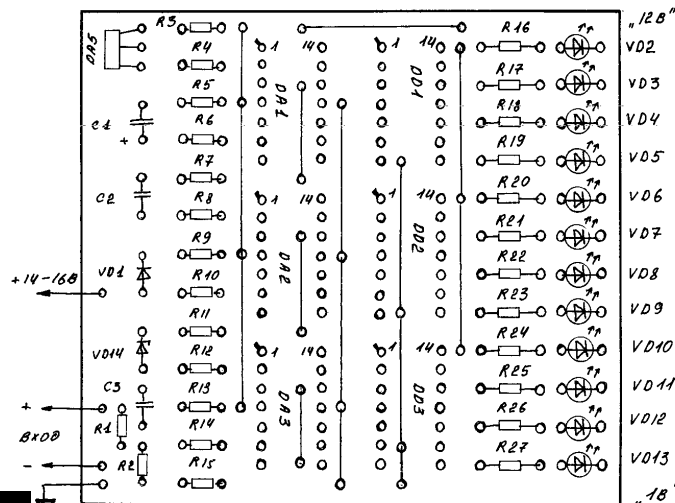 R3 R16 "12В"
DA5 R4 1 14 1 14 VD2
R5 DA1 DD1 R17 VD3
C1 R6 R18 VD4
+ R7 R19 VD5
C2 R8 1 14 1 14 R20 VD6
R9 DA2 DD2 R21 VD7
+14-16В VD1 R10 R22 VD8
R11 R23 VD9
VD14 R12 1 14 1 14 R24 VD10
C3 R13 DA3 DD3 R25 VD11
+ R1 R14 R26 VD12
ВХОД
- R2 R15 R27 VD13
"1В"